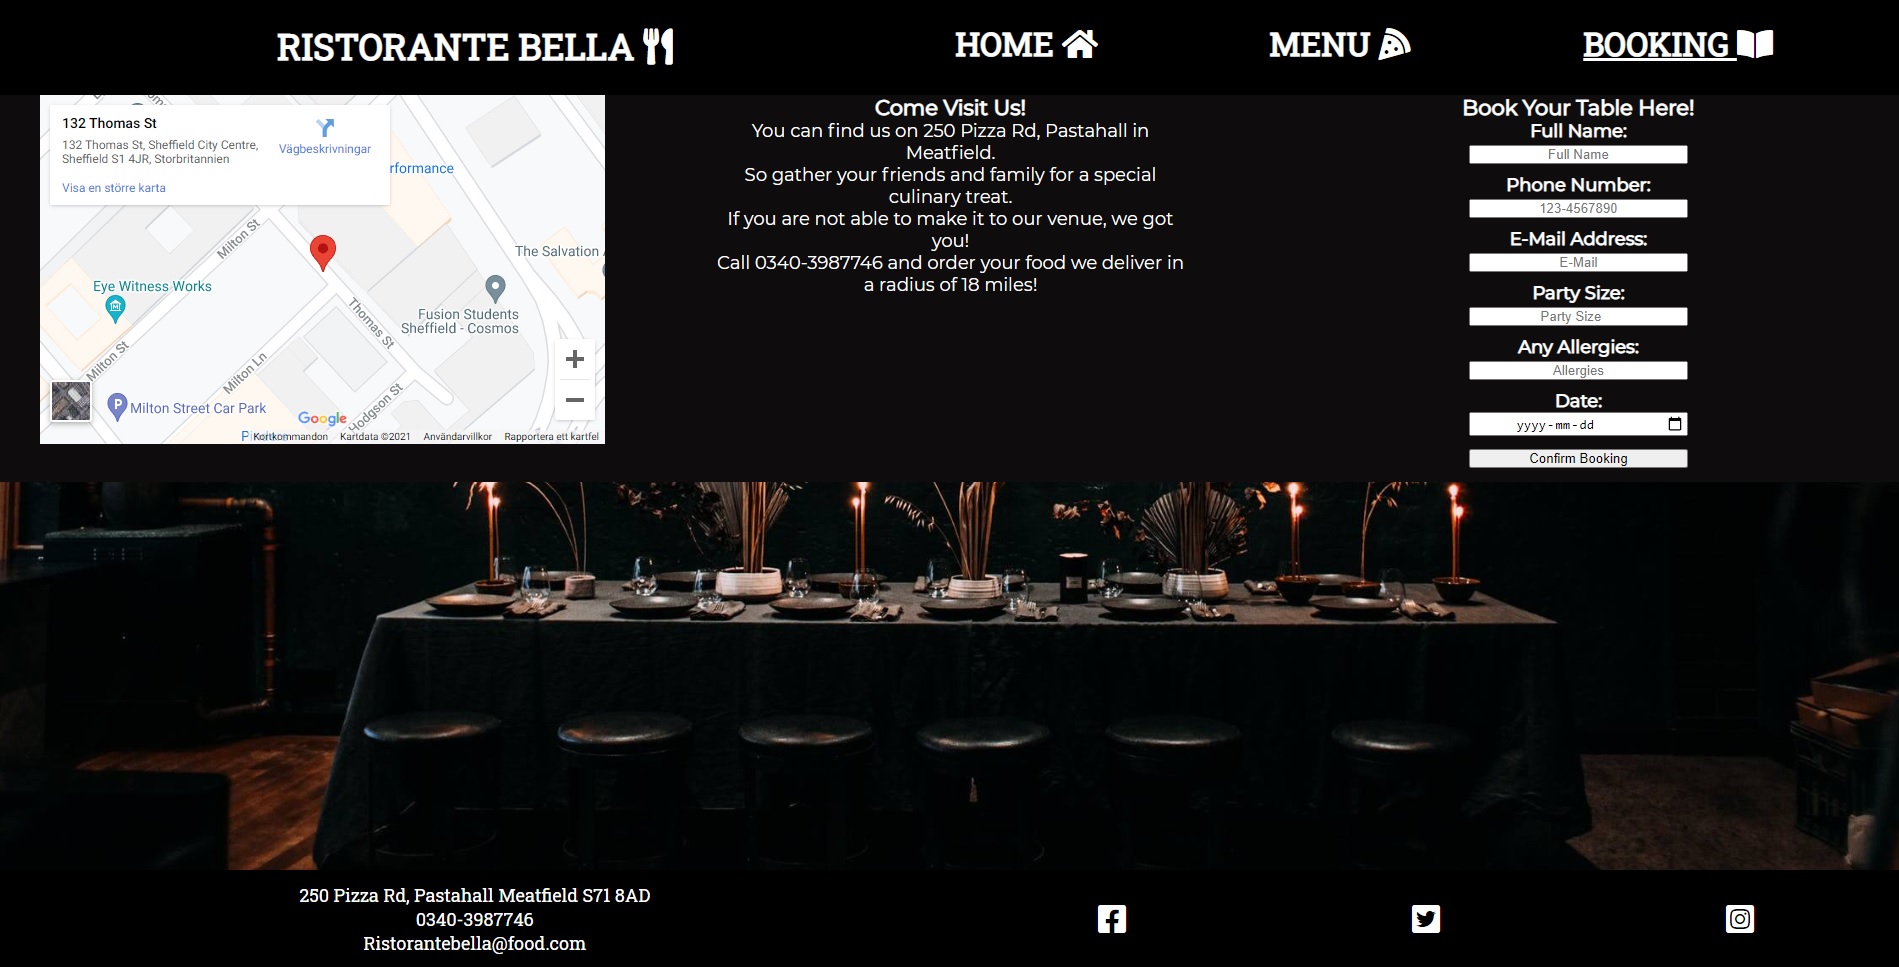 RISTORANTE BELLA
HOME
MENU
BOOKING
132 Thomas St
132 Thomas St, Sheffield City Centre,
Sheffield S1 4JR, Storbritannien
Vägbeskrivningar
Visa en större karta
rformance
Milton St
The Salvation
Eye Witness Works
Thomas St
Fusion Students
Sheffield - Cosmos
Milton St
Milton Ln
Hodgson St
P
Milton Street Car Park
Google
Kortkommandon
Kartdata ©2021
Användarvillkor
Rapportera ett kartfel
Come Visit Us!
You can find us on 250 Pizza Rd, Pastahall in
Meatfield.
So gather your friends and family for a special
culinary treat.
If you are not able to make it to our venue, we got
you!
Call 0340-3987746 and order your food we deliver in
a radius of 18 miles!
Book Your Table Here!
Full Name:
Full Name
Phone Number:
123-4567890
E-Mail Address:
E-Mail
Party Size:
Party Size
Any Allergies:
Allergies
Date:
yyyy-mm-dd
Confirm Booking
250 Pizza Rd, Pastahall Meatfield S71 8AD
0340-3987746
Ristorantebella@food.com